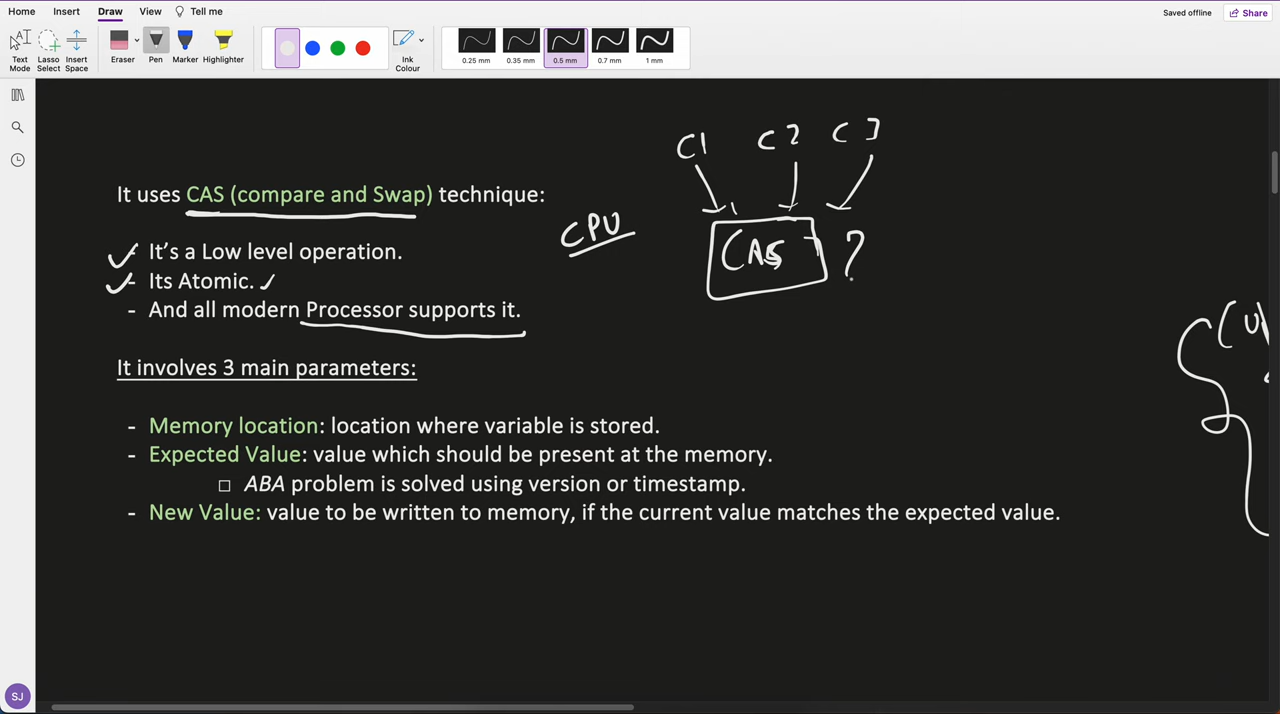 Home Insert Draw View Tell me Saved offline Share
Text Mode Lasso Select Insert Space Eraser Pen Marker Highlighter Ink Colour 0.25 mm 0.35 mm 0.5 mm 0.7 mm 1 mm
C1 C2 C3
It uses CAS (compare and Swap) technique:
CPU
CAS ?
- It's a Low level operation.
- Its Atomic.
- And all modern Processor supports it.
It involves 3 main parameters:
- Memory location: location where variable is stored.
- Expected Value: value which should be present at the memory.
ABA problem is solved using version or timestamp.
- New Value: value to be written to memory, if the current value matches the expected value.
SJ